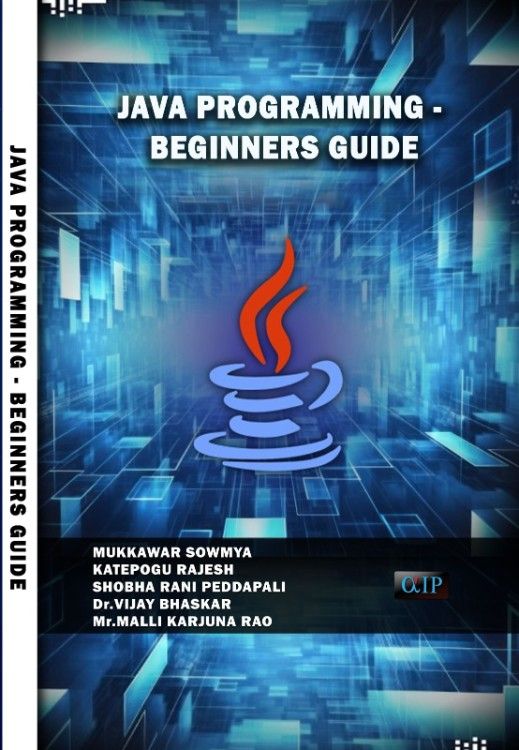 JAVA PROGRAMMING - BEGINNERS GUIDE
JAVA PROGRAMMING -
BEGINNERS GUIDE
MUKKAWAR SOWMYA
KATEPOGU RAJESH
SHOBHA RANI PEDDAPALI
Dr.VIJAY BHASKAR
Mr.MALLI KARJUNA RAO
αIP